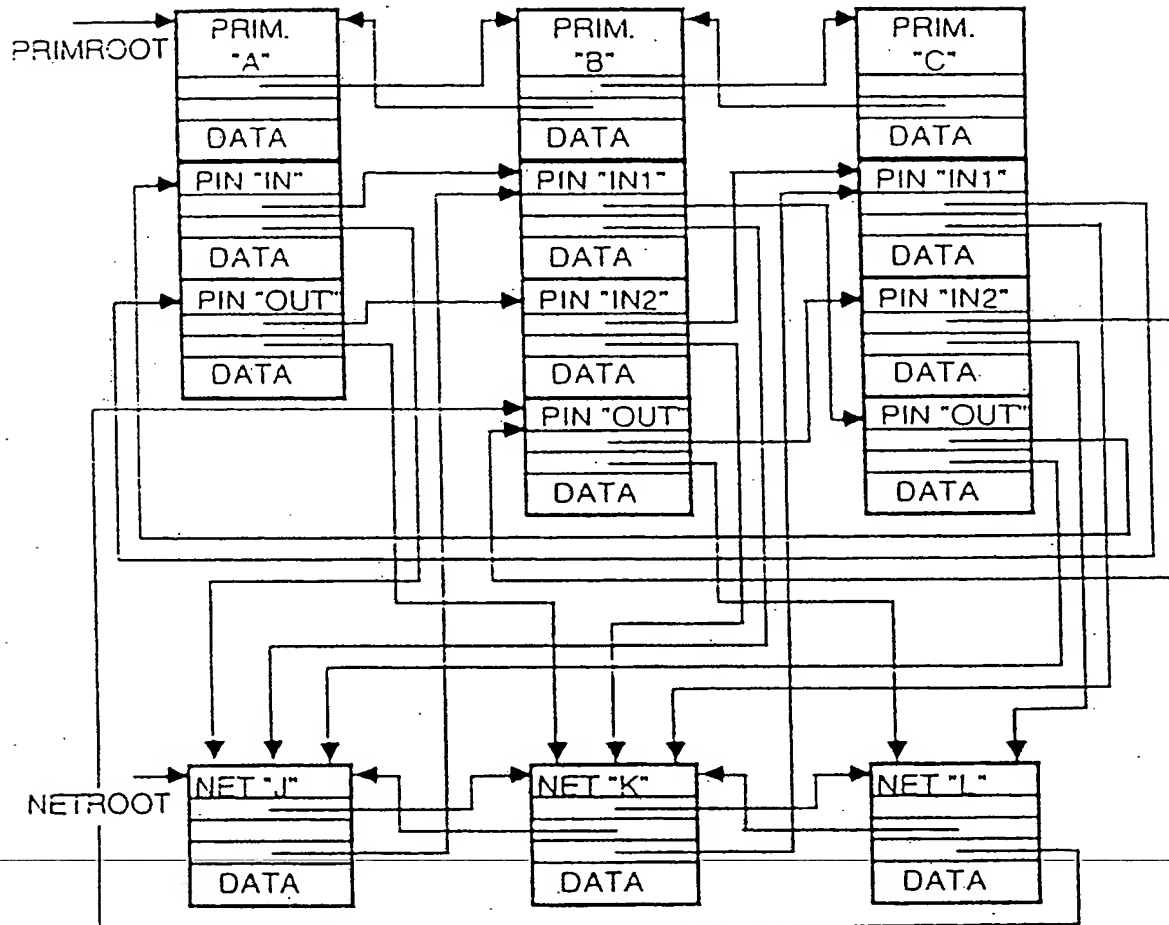 PRIMROOT
PRIM.
"A"
DATA
PIN "IN"
DATA
PIN "OUT"
DATA
PRIM.
"B"
DATA
PIN "IN1"
DATA
PIN "IN2"
DATA
PIN "OUT"
DATA
PRIM.
"C"
DATA
PIN "IN1"
DATA
PIN "IN2"
DATA
PIN "OUT"
DATA
NETROOT
NET "J"
DATA
NET "K"
DATA
NET "L"
DATA